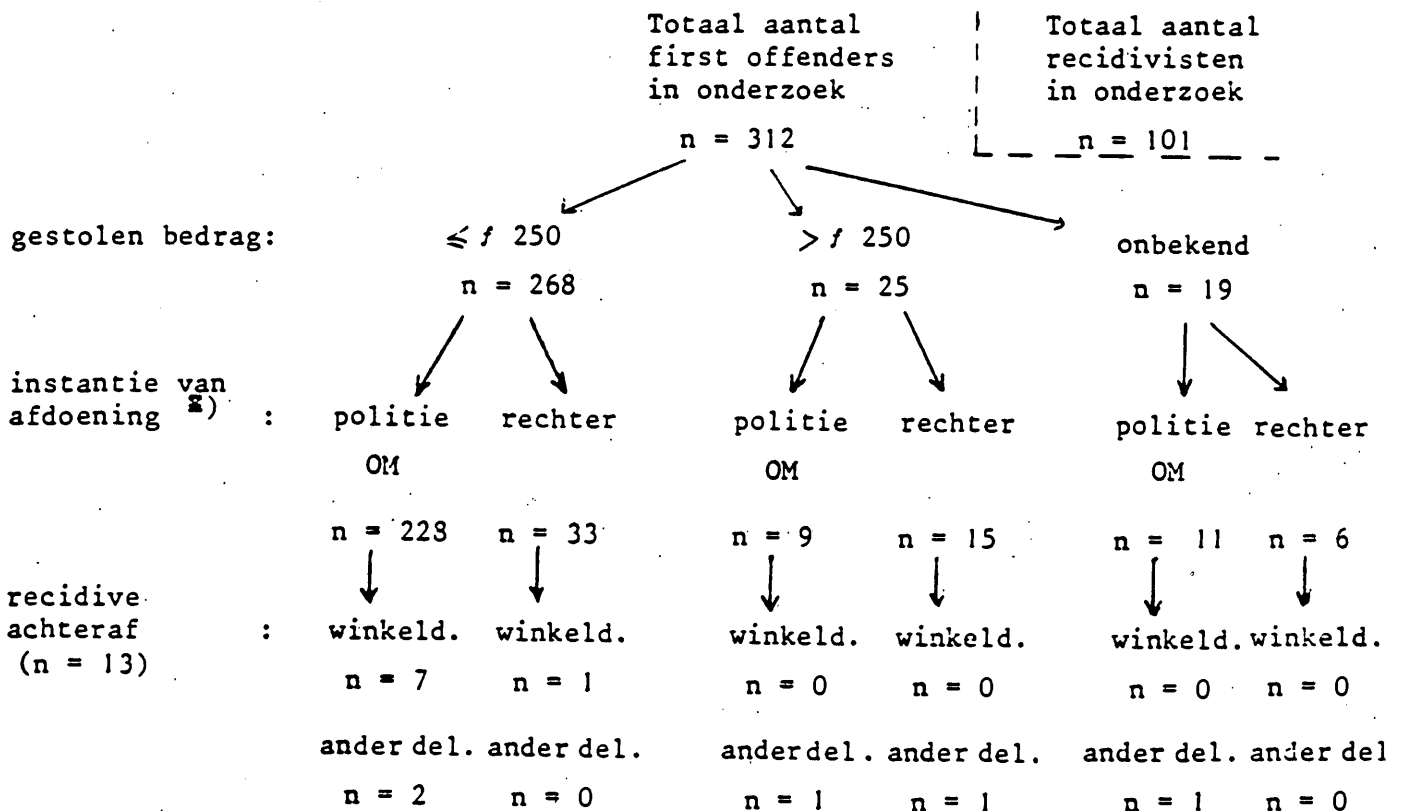 Totaal aantal first offenders in onderzoek
n = 312
Totaal aantal recidivisten in onderzoek
n = 101
gestolen bedrag: ⩽ f 250 > f 250 onbekend
n = 268 n = 25 n = 19
instantie van
afdoening ) : politie rechter politie rechter politie rechter
OM OM OM
n = 228 n = 33 n = 9 n = 15 n = 11 n = 6
recidive
achteraf : winkeld. winkeld. winkeld. winkeld. winkeld. winkeld.
(n = 13) n = 7 n = 1 n = 0 n = 0 n = 0 n = 0
ander del. ander del. ander del. ander del. ander del. ander del
n = 2 n = 0 n = 1 n = 1 n = 1 n = 0